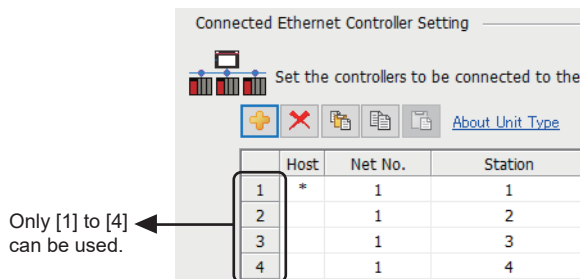 Connected Ethernet Controller Setting
Set the controllers to be connected to the
About Unit Type
Host Net No. Station
1 * 1 1
2 1 2
3 1 3
4 1 4
Only [1] to [4]
can be used.